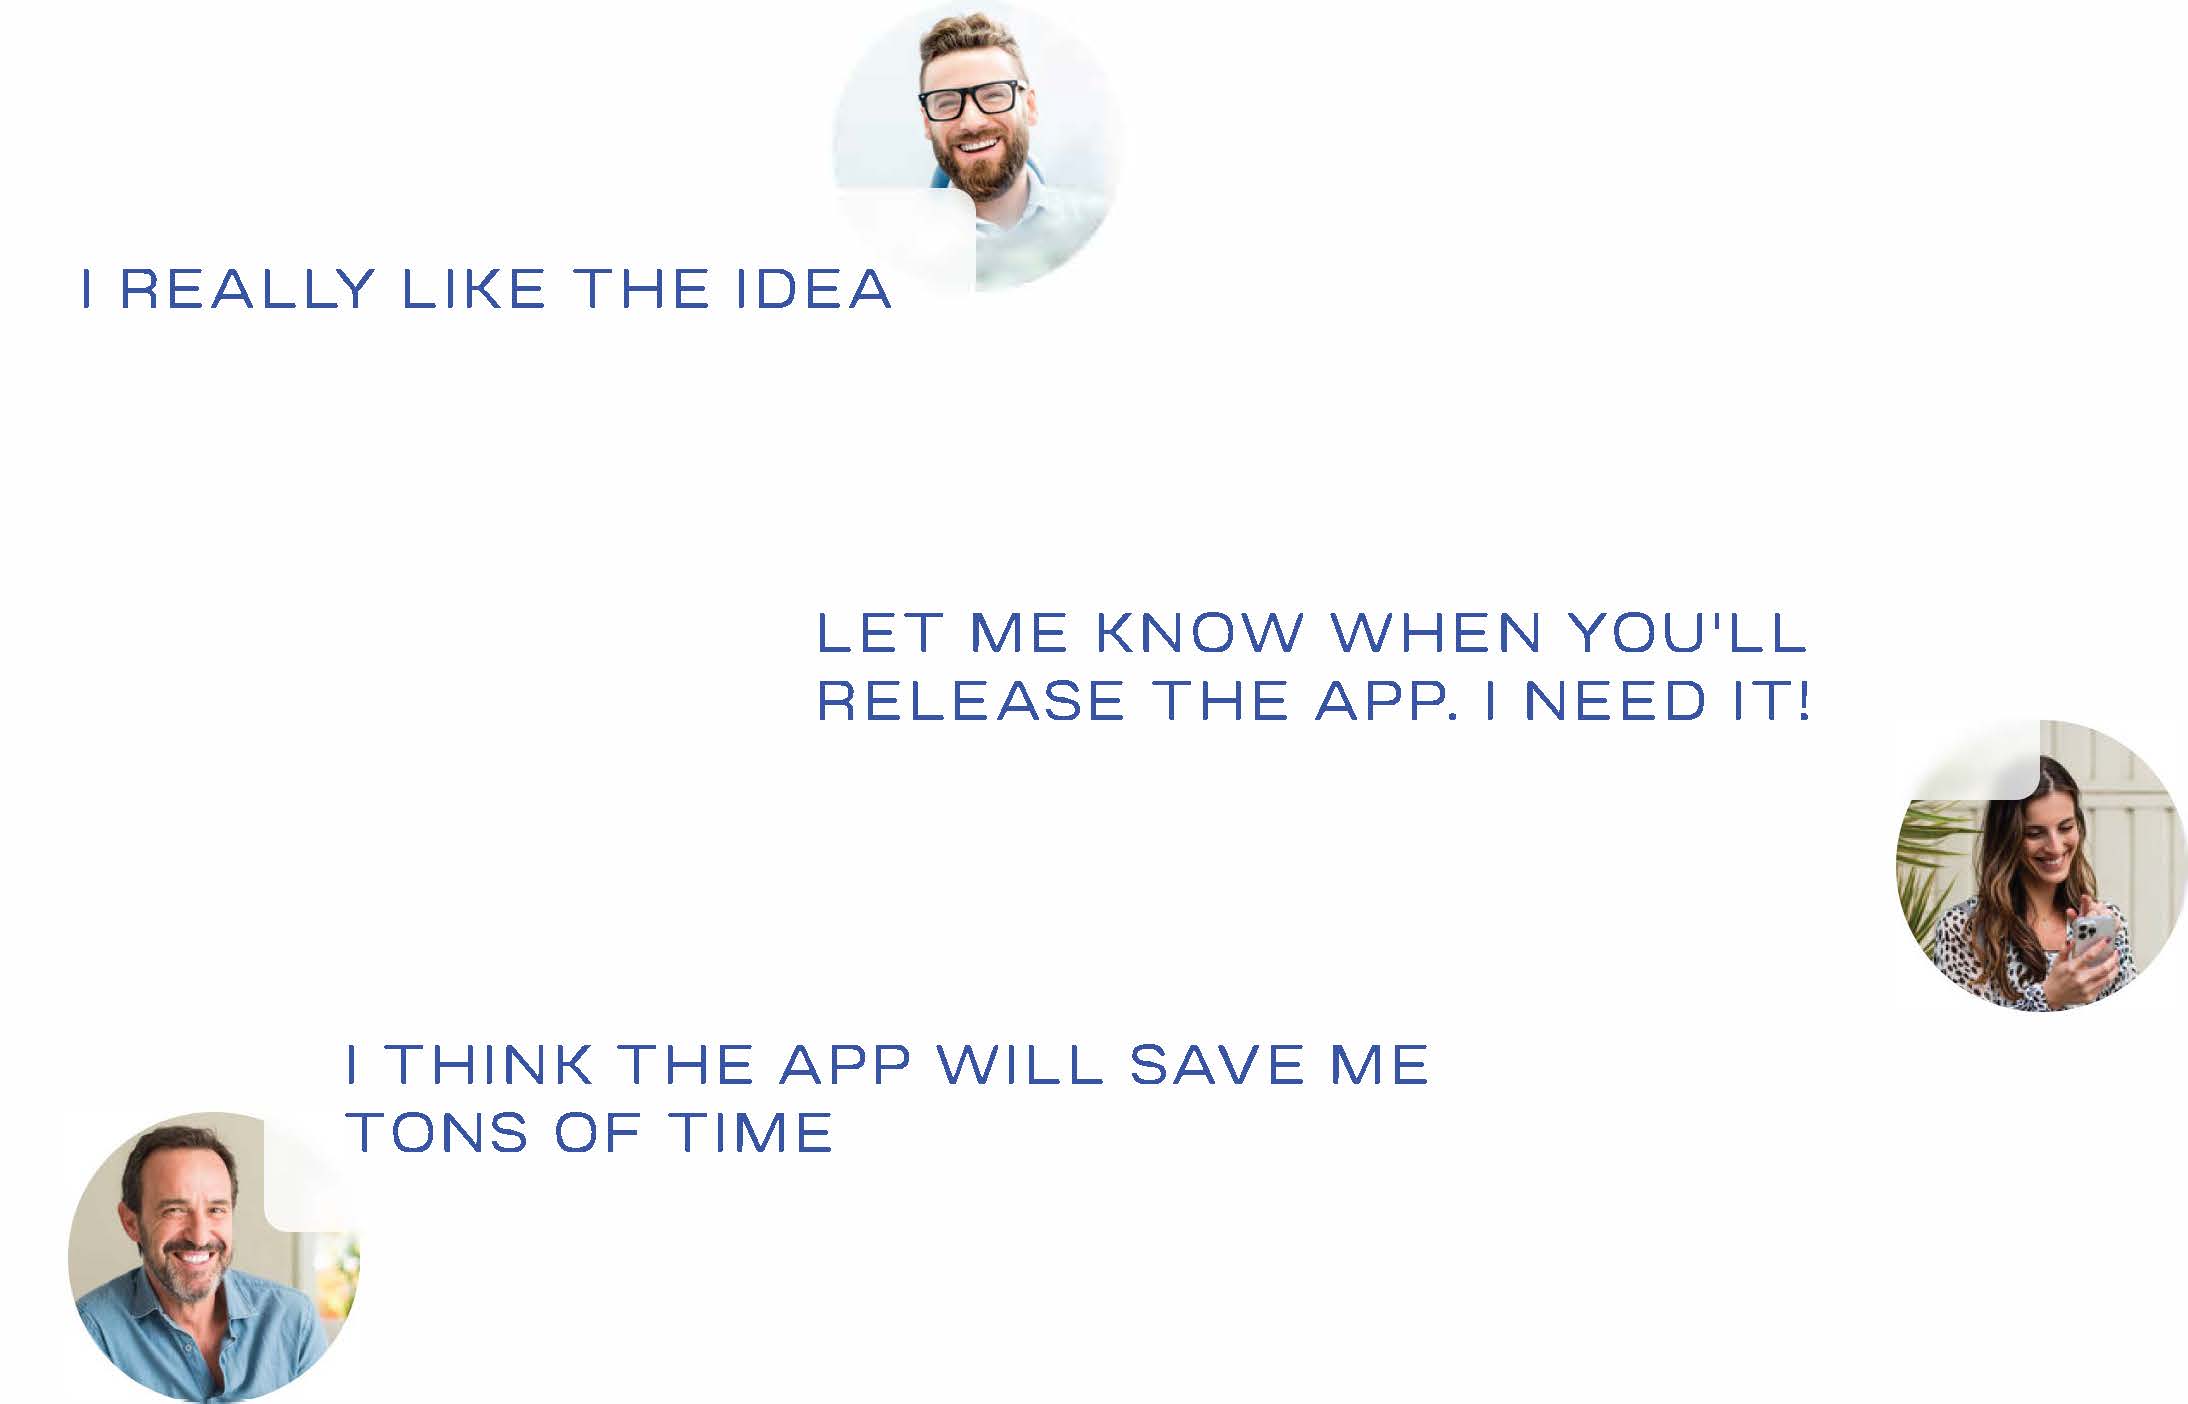 I REALLY LIKE THE IDEA
LET ME KNOW WHEN YOU'LL
RELEASE THE APP. I NEED IT!
I THINK THE APP WILL SAVE ME
TONS OF TIME